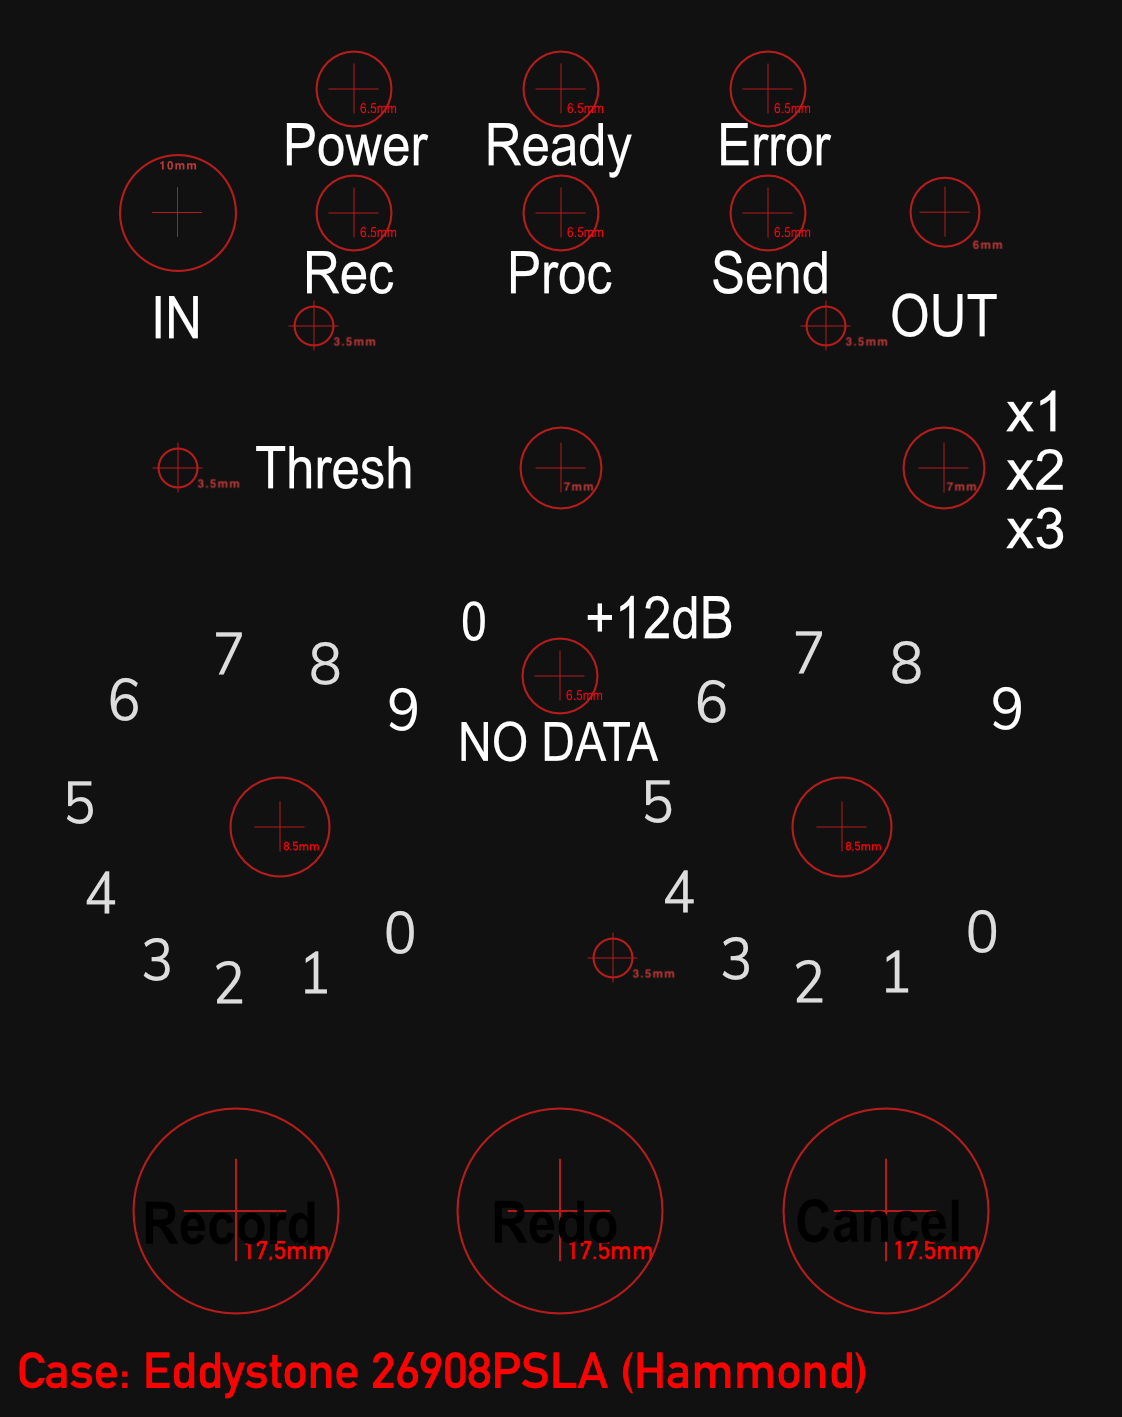 6.5mm 6.5mm 6.5mm
Power Ready Error
10mm
6.5mm 6.5mm 6.5mm
6mm
Rec Proc Send
IN OUT
3.5mm 3.5mm
x1
Thresh
x2
3.5mm 7mm 7mm
x3
0 +12dB
7 8 7 8
6 9 6.5mm 6 9
NO DATA
5 5
8.5mm 8.5mm
4 4
0 0
3 2 1 3.5mm 3 2 1
Record Redo Cancel
17.5mm 17.5mm 17.5mm
Case: Eddystone 26908PSLA (Hammond)